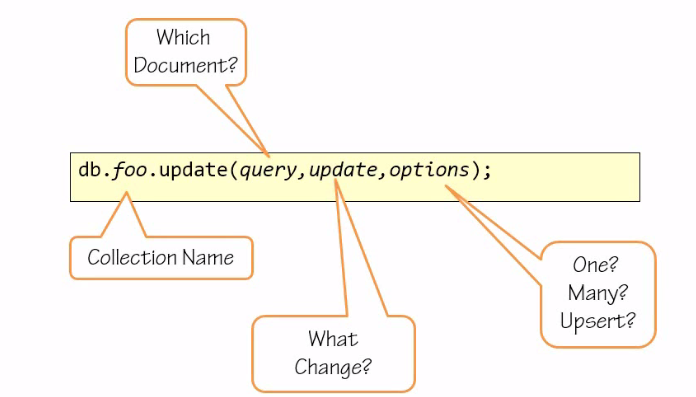 Which
Document?
db.foo.update(query,update,options);
Collection Name
What
Change?
One?
Many?
Upsert?